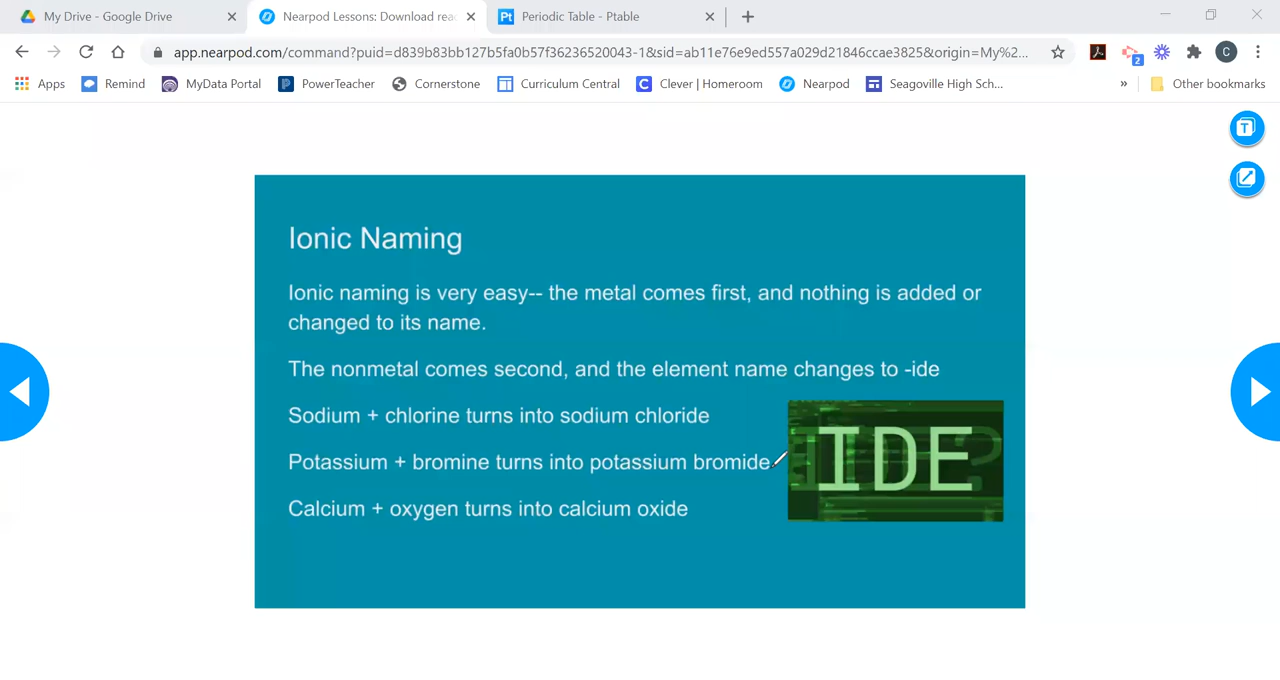 My Drive - Google Drive
Nearpod Lessons: Download rea
Periodic Table - Ptable
app.nearpod.com/command?puid=d839b83bb127b5fa0b57f36236520043-1&sid=ab11e76e9ed557a029d21846ccae3825&origin=My%2...
2
C
Apps
Remind
MyData Portal
PowerTeacher
Cornerstone
Curriculum Central
Clever | Homeroom
Nearpod
Seagoville High Sch...
»
Other bookmarks
T
Ionic Naming
Ionic naming is very easy-- the metal comes first, and nothing is added or
changed to its name.
The nonmetal comes second, and the element name changes to -ide
Sodium + chlorine turns into sodium chloride
Potassium + bromine turns into potassium bromide
Calcium + oxygen turns into calcium oxide
IDE